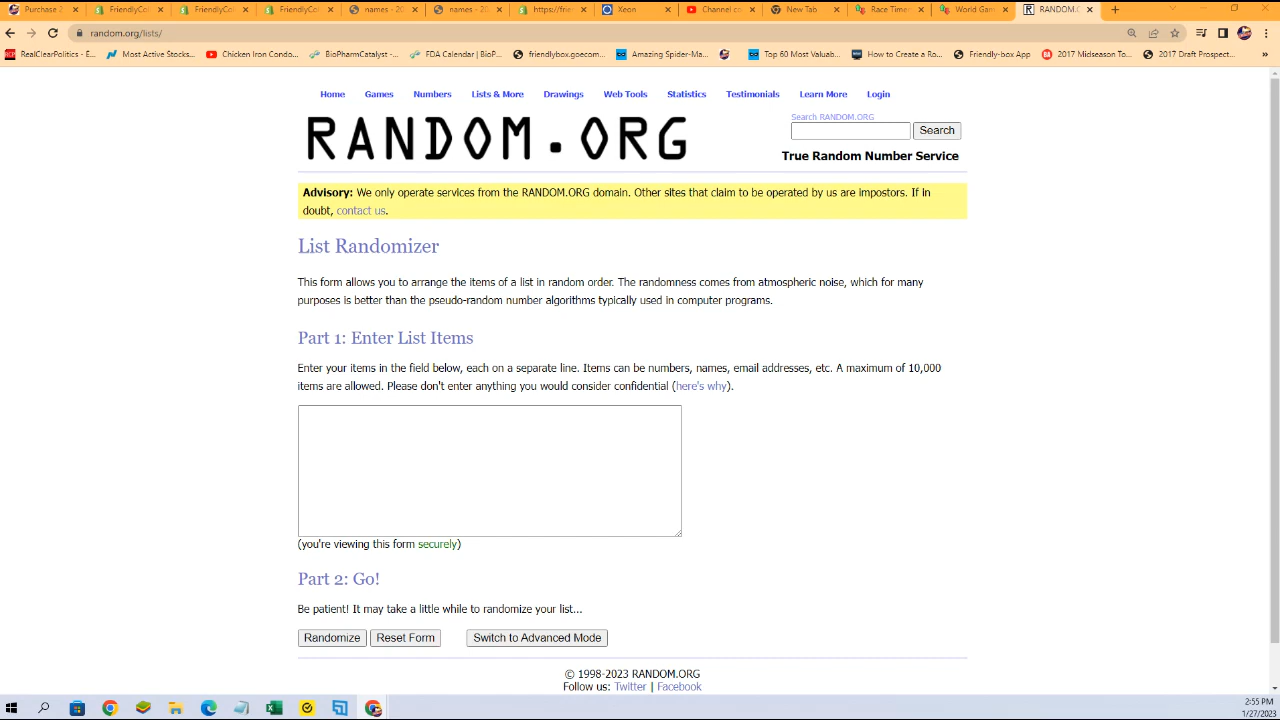 Purchase 2
FriendlyCo
FriendlyCo
FriendlyCo
names - 20
names - 20
https://frie
Xeon
Channel co
New Tab
Race Timer
World Gam
RANDOM.O
random.org/lists/
RealClearPolitics - E...
Most Active Stocks...
Chicken Iron Condo...
BioPharmCatalyst -...
FDA Calendar | BioP...
friendlybox.goecom...
Amazing Spider-Ma...
Top 60 Most Valuab...
How to Create a Ro...
Friendly-box App
2017 Midseason To...
2017 Draft Prospect...
»
Home Games Numbers Lists & More Drawings Web Tools Statistics Testimonials Learn More Login
RANDOM.ORG
Search RANDOM.ORG
Search
True Random Number Service
Advisory: We only operate services from the RANDOM.ORG domain. Other sites that claim to be operated by us are impostors. If in
doubt, contact us.
List Randomizer
This form allows you to arrange the items of a list in random order. The randomness comes from atmospheric noise, which for many
purposes is better than the pseudo-random number algorithms typically used in computer programs.
Part 1: Enter List Items
Enter your items in the field below, each on a separate line. Items can be numbers, names, email addresses, etc. A maximum of 10,000
items are allowed. Please don't enter anything you would consider confidential (here's why).
(you're viewing this form securely)
Part 2: Go!
Be patient! It may take a little while to randomize your list...
Randomize Reset Form Switch to Advanced Mode
© 1998-2023 RANDOM.ORG
Follow us: Twitter | Facebook
2:55 PM
1/27/2023